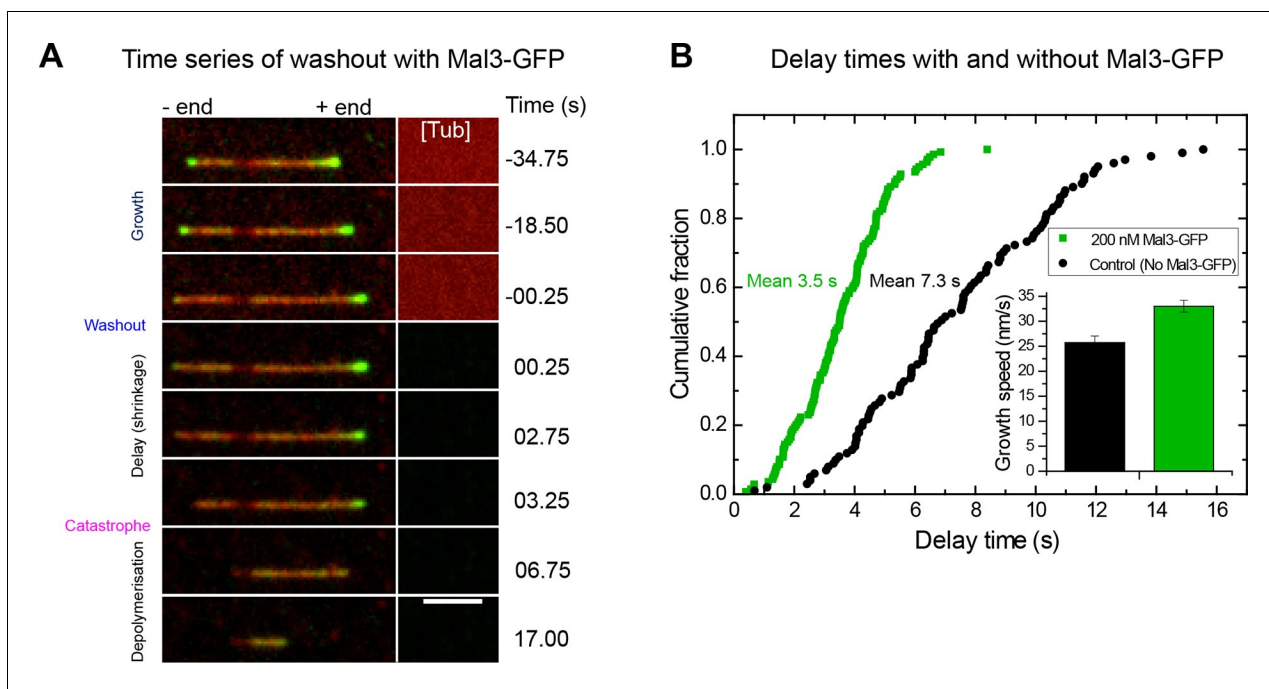 A Time series of washout with Mal3-GFP
- end + end Time (s)
[Tub]
-34.75
Growth
-18.50
-00.25
Washout
00.25
Delay (shrinkage)
02.75
03.25
Catastrophe
Depolymerisation
06.75
17.00
B Delay times with and without Mal3-GFP
Cumulative fraction
1.0
0.8
0.6
0.4
0.2
0.0
0 2 4 6 8 10 12 14 16
Delay time (s)
Mean 3.5 s
Mean 7.3 s
200 nM Mal3-GFP
Control (No Mal3-GFP)
Growth speed (nm/s)
35
30
25
20
15
10
5
0